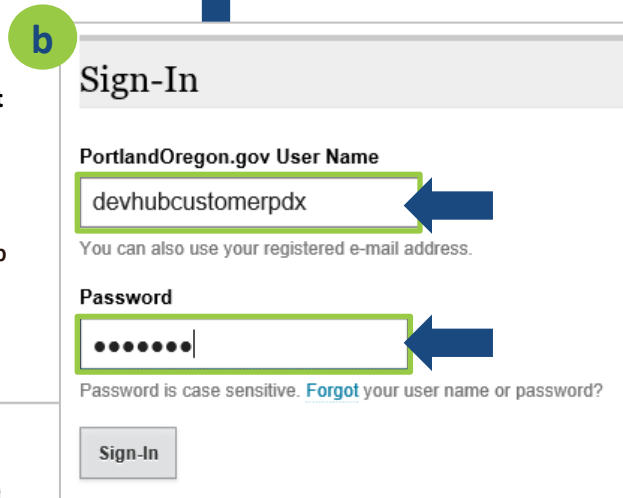 b
Sign-In
PortlandOregon.gov User Name
devhubcustomerpdx
You can also use your registered e-mail address.
Password
•••••••
Password is case sensitive. Forgot your user name or password?
Sign-In